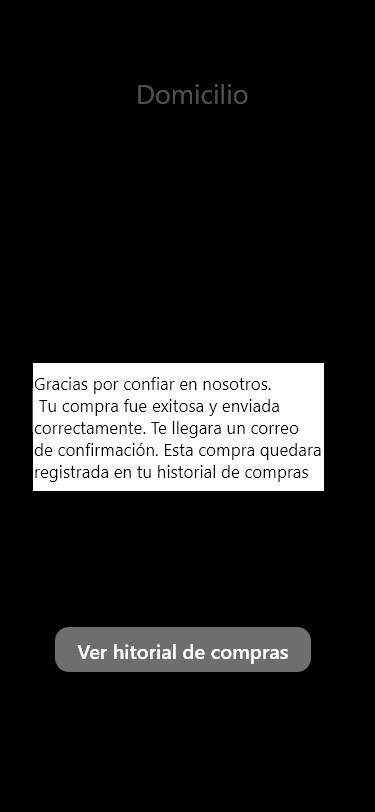 Domicilio
Gracias por confiar en nosotros.
Tu compra fue exitosa y enviada
correctamente. Te llegara un correo
de confirmación. Esta compra quedara
registrada en tu historial de compras
Ver hitorial de compras